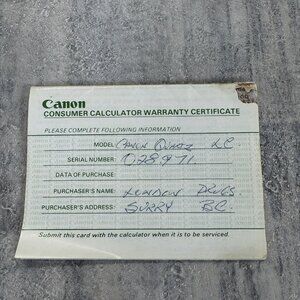 Canon
CONSUMER CALCULATOR WARRANTY CERTIFICATE
PLEASE COMPLETE FOLLOWING INFORMATION
MODEL: Canon Quartz LC
SERIAL NUMBER: 028971
DATA OF PURCHASE:
PURCHASER'S NAME: LONDON DRUGS
PURCHASER'S ADDRESS: SURRY BC
Submit this card with the calculator when it is to be serviced.